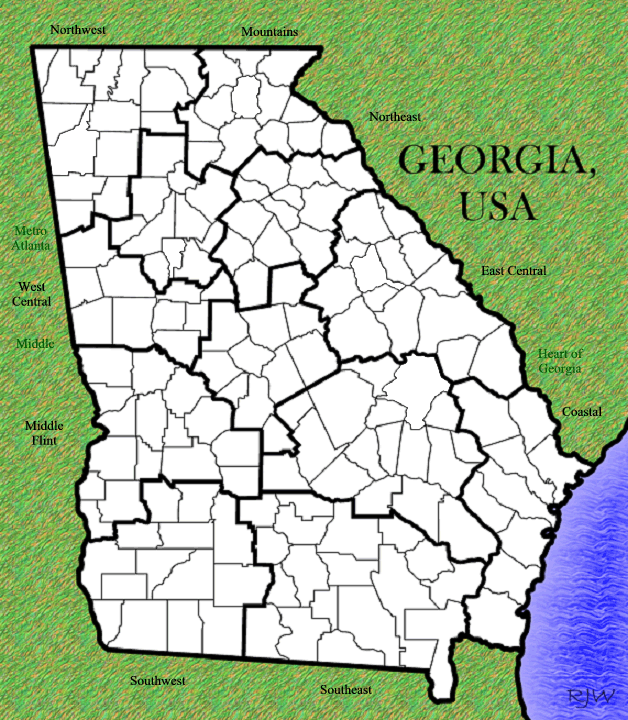 Northwest
Mountains
Northeast
GEORGIA,
USA
Metro
Atlanta
East Central
West
Central
Middle
Heart of
Georgia
Coastal
Middle
Flint
Southwest
Southeast
RJW